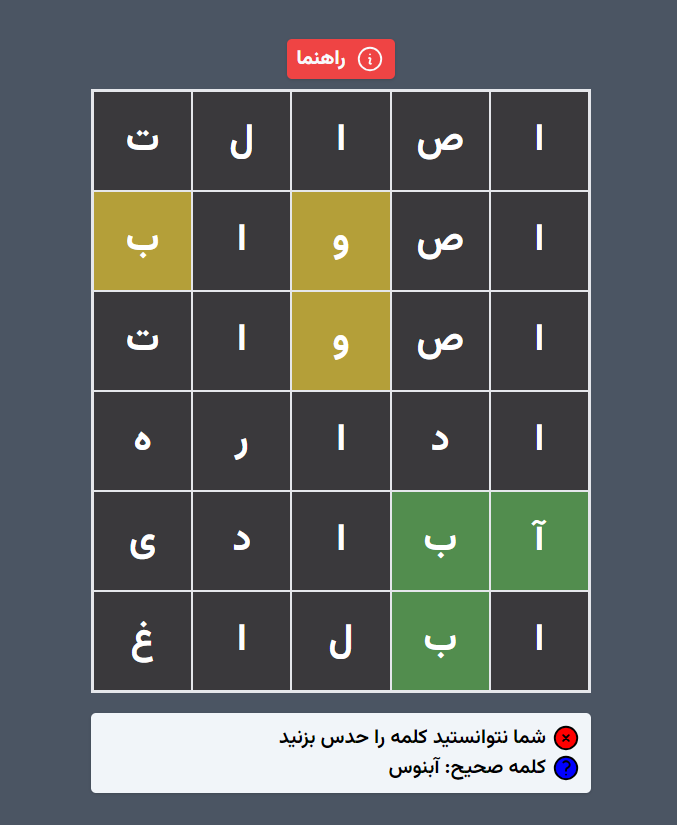 راهنما
ا ص ا ل ت
ا ص و ا ب
ا ص و ا ت
ا د ا ر ه
آ ب ا د ی
ا ب ل ا غ
شما نتوانستید کلمه را حدس بزنید
کلمه صحیح: آبنوس